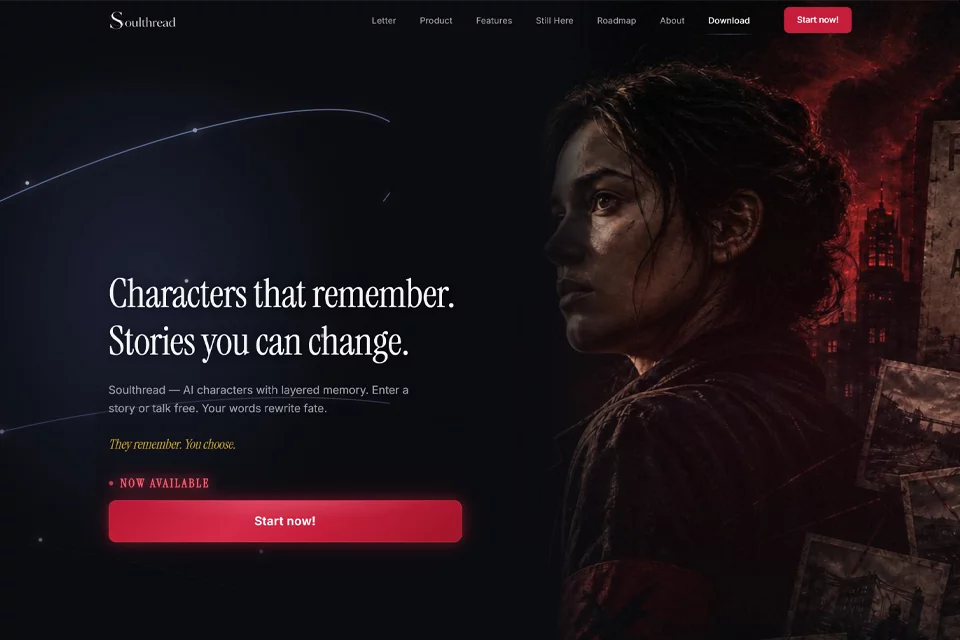 Soulthread
Letter
Product
Features
Still Here
Roadmap
About
Download
Start now!
Characters that remember.
Stories you can change.
Soulthread — AI characters with layered memory. Enter a
story or talk free. Your words rewrite fate.
They remember. You choose.
NOW AVAILABLE
Start now!